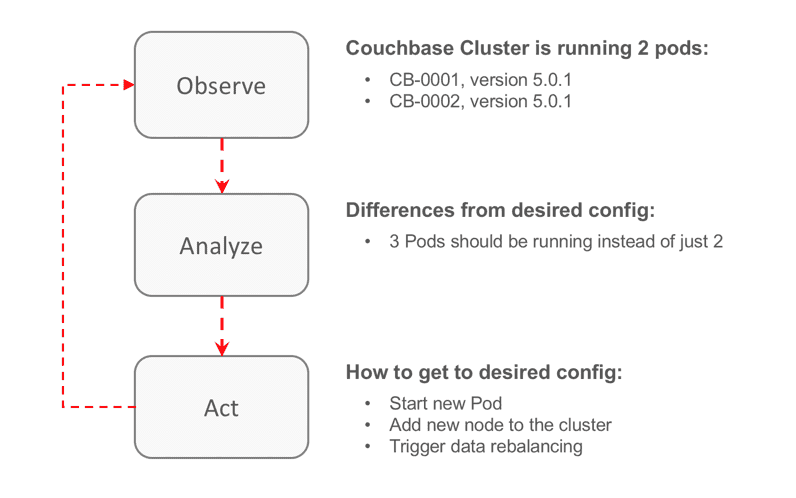 Observe
Couchbase Cluster is running 2 pods:
• CB-0001, version 5.0.1
• CB-0002, version 5.0.1
Analyze
Differences from desired config:
• 3 Pods should be running instead of just 2
Act
How to get to desired config:
• Start new Pod
• Add new node to the cluster
• Trigger data rebalancing